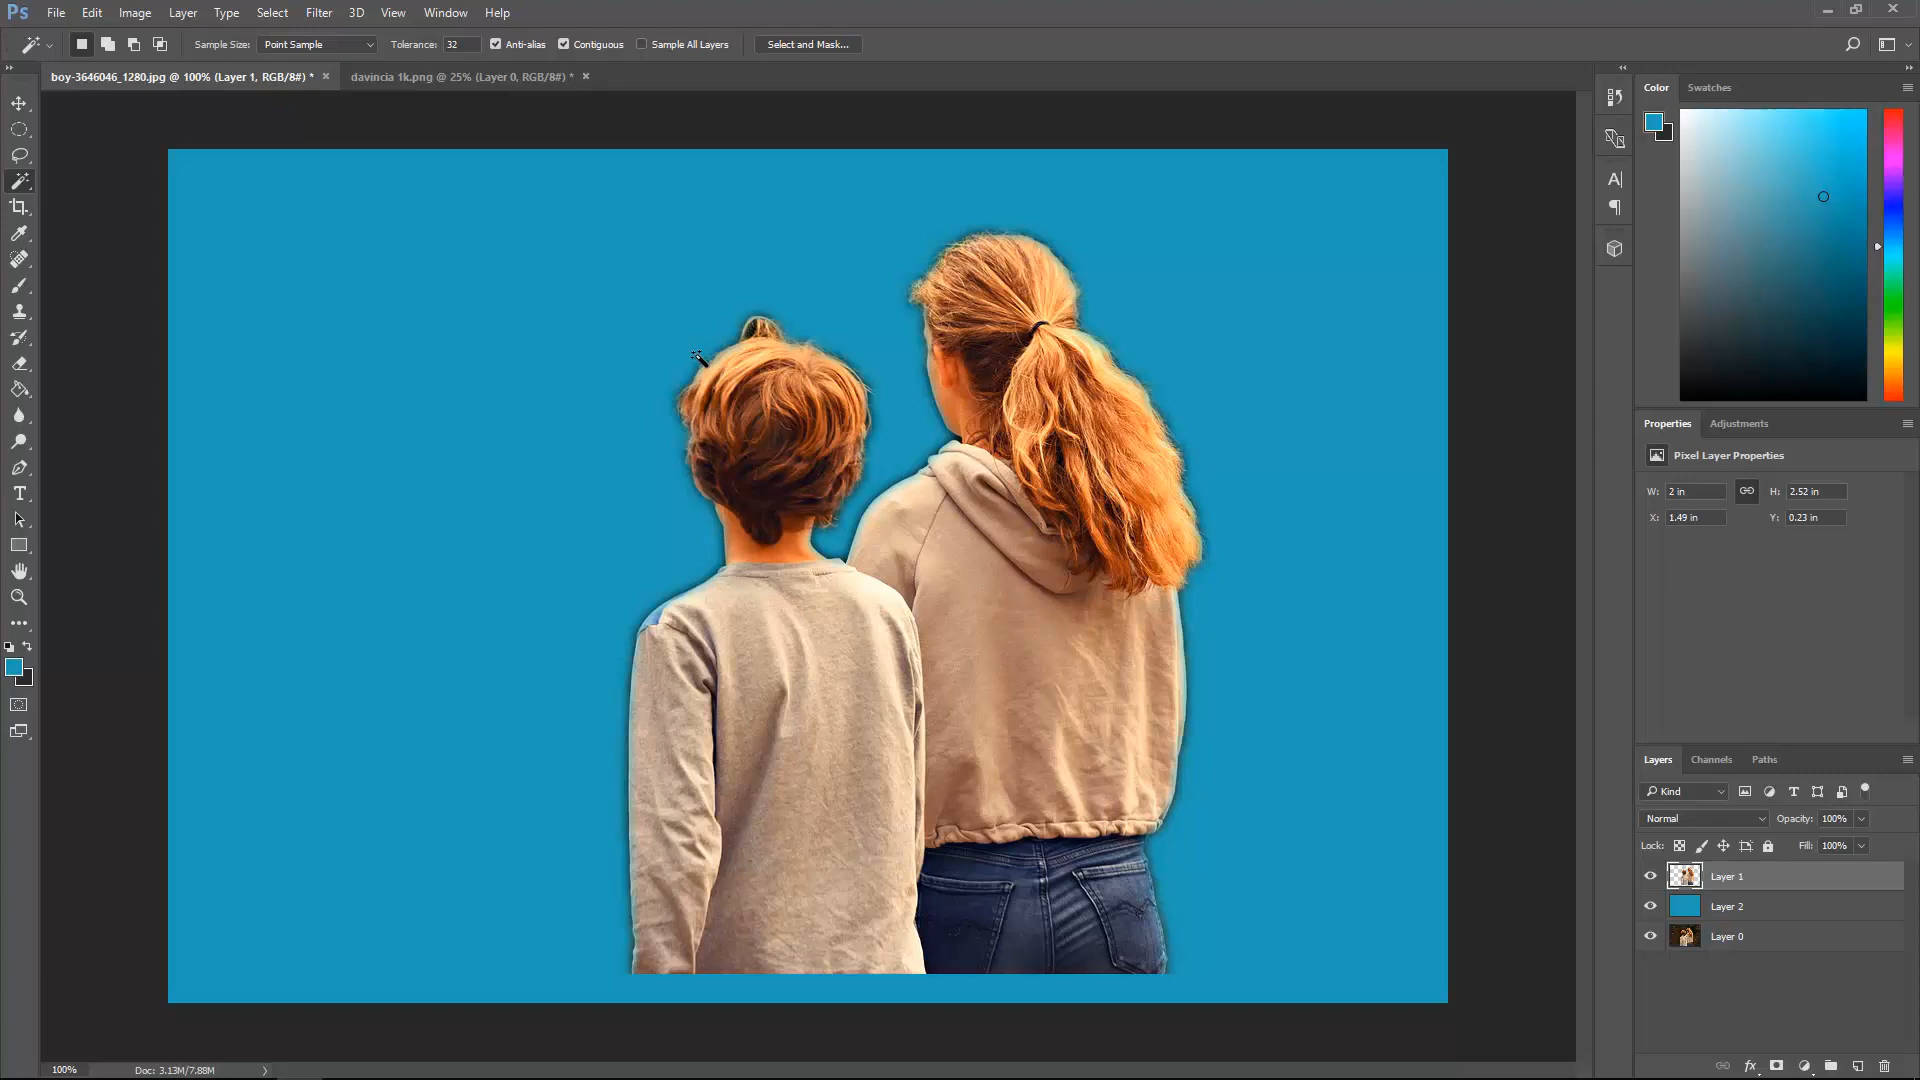 Ps File Edit Image Layer Type Select Filter 3D View Window Help
Sample Size: Point Sample Tolerance: 32 Anti-alias Contiguous Sample All Layers Select and Mask...
boy-3646046_1280.jpg @ 100% (Layer 1, RGB/8#) * davincia 1k.png @ 25% (Layer 0, RGB/8#) *
Color Swatches
Properties Adjustments
Pixel Layer Properties
W: 2 in H: 2.52 in
X: 1.49 in Y: 0.23 in
Layers Channels Paths
Kind
Normal Opacity: 100%
Lock: Fill: 100%
Layer 1
Layer 2
Layer 0
100% Doc: 3.13M/7.88M